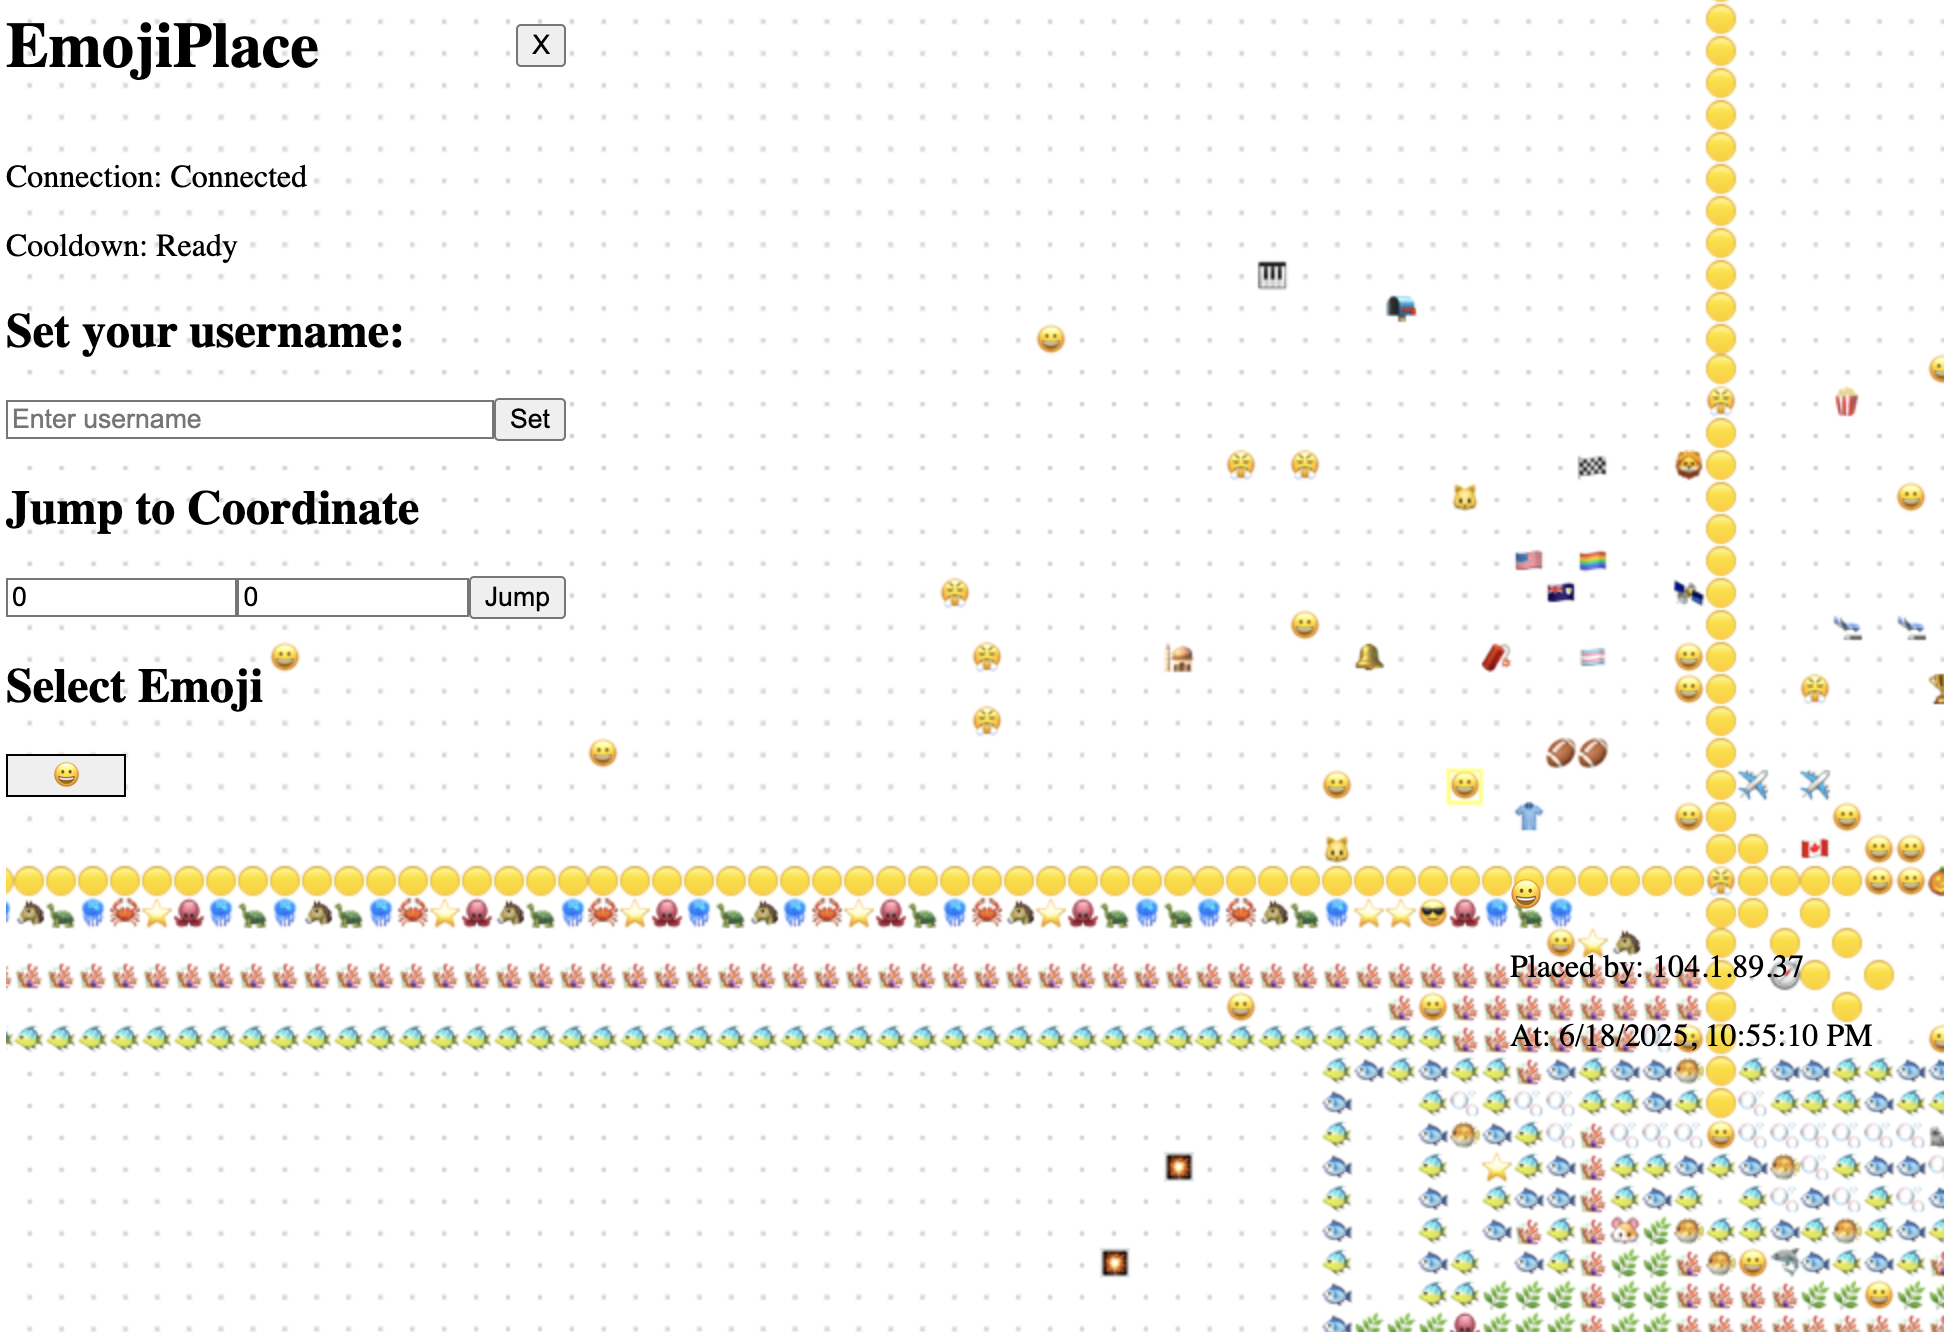 EmojiPlace
X
Connection: Connected
Cooldown: Ready
Set your username:
Enter username
Set
Jump to Coordinate
0
0
Jump
Select Emoji
Placed by: 104.1.89.37
At: 6/18/2025, 10:55:10 PM